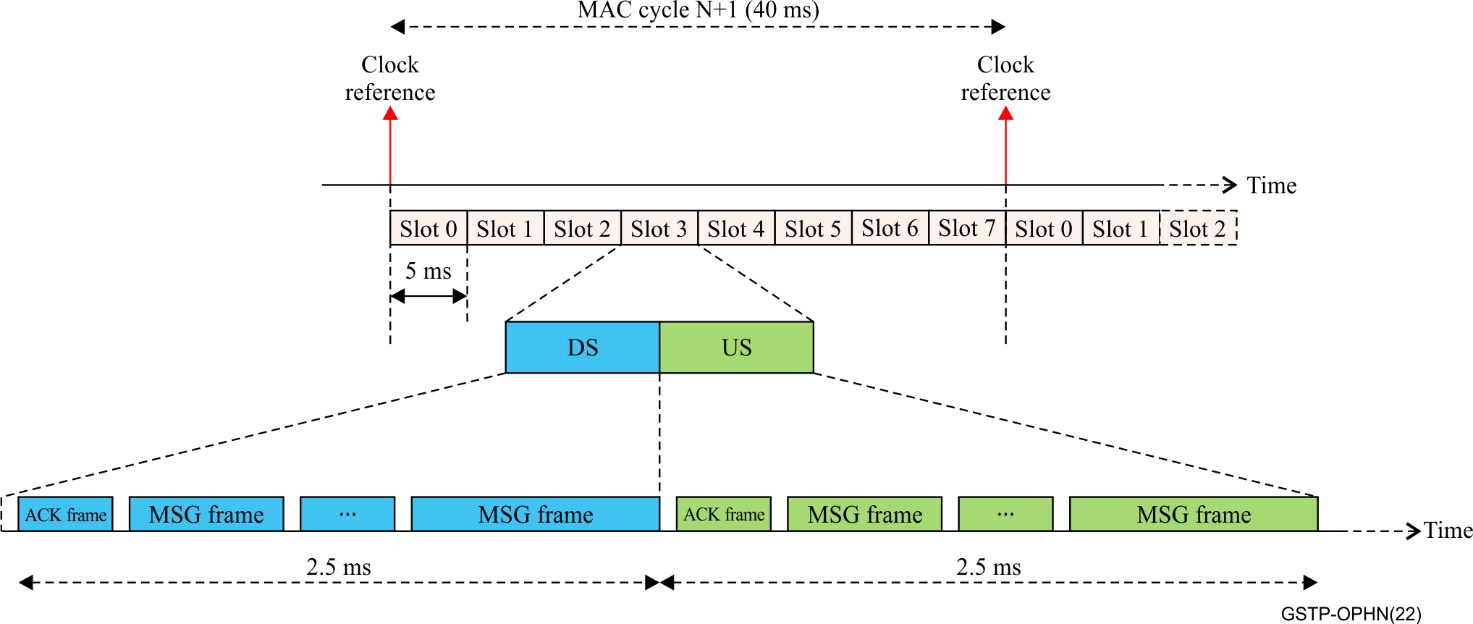 MAC cycle N+1 (40 ms)
Clock
reference
Clock
reference
Time
Slot 0 Slot 1 Slot 2 Slot 3 Slot 4 Slot 5 Slot 6 Slot 7 Slot 0 Slot 1 Slot 2
5 ms
DS US
ACK frame MSG frame ... MSG frame ACK frame MSG frame ... MSG frame
Time
2.5 ms 2.5 ms
GSTP-OPHN(22)